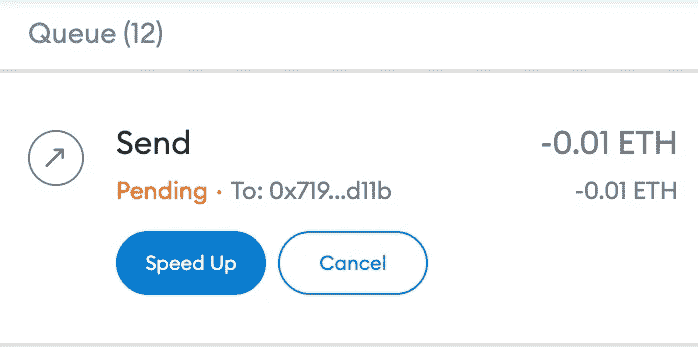 Queue (12)
Send
-0.01 ETH
Pending · To: 0x719...d11b
-0.01 ETH
Speed Up
Cancel